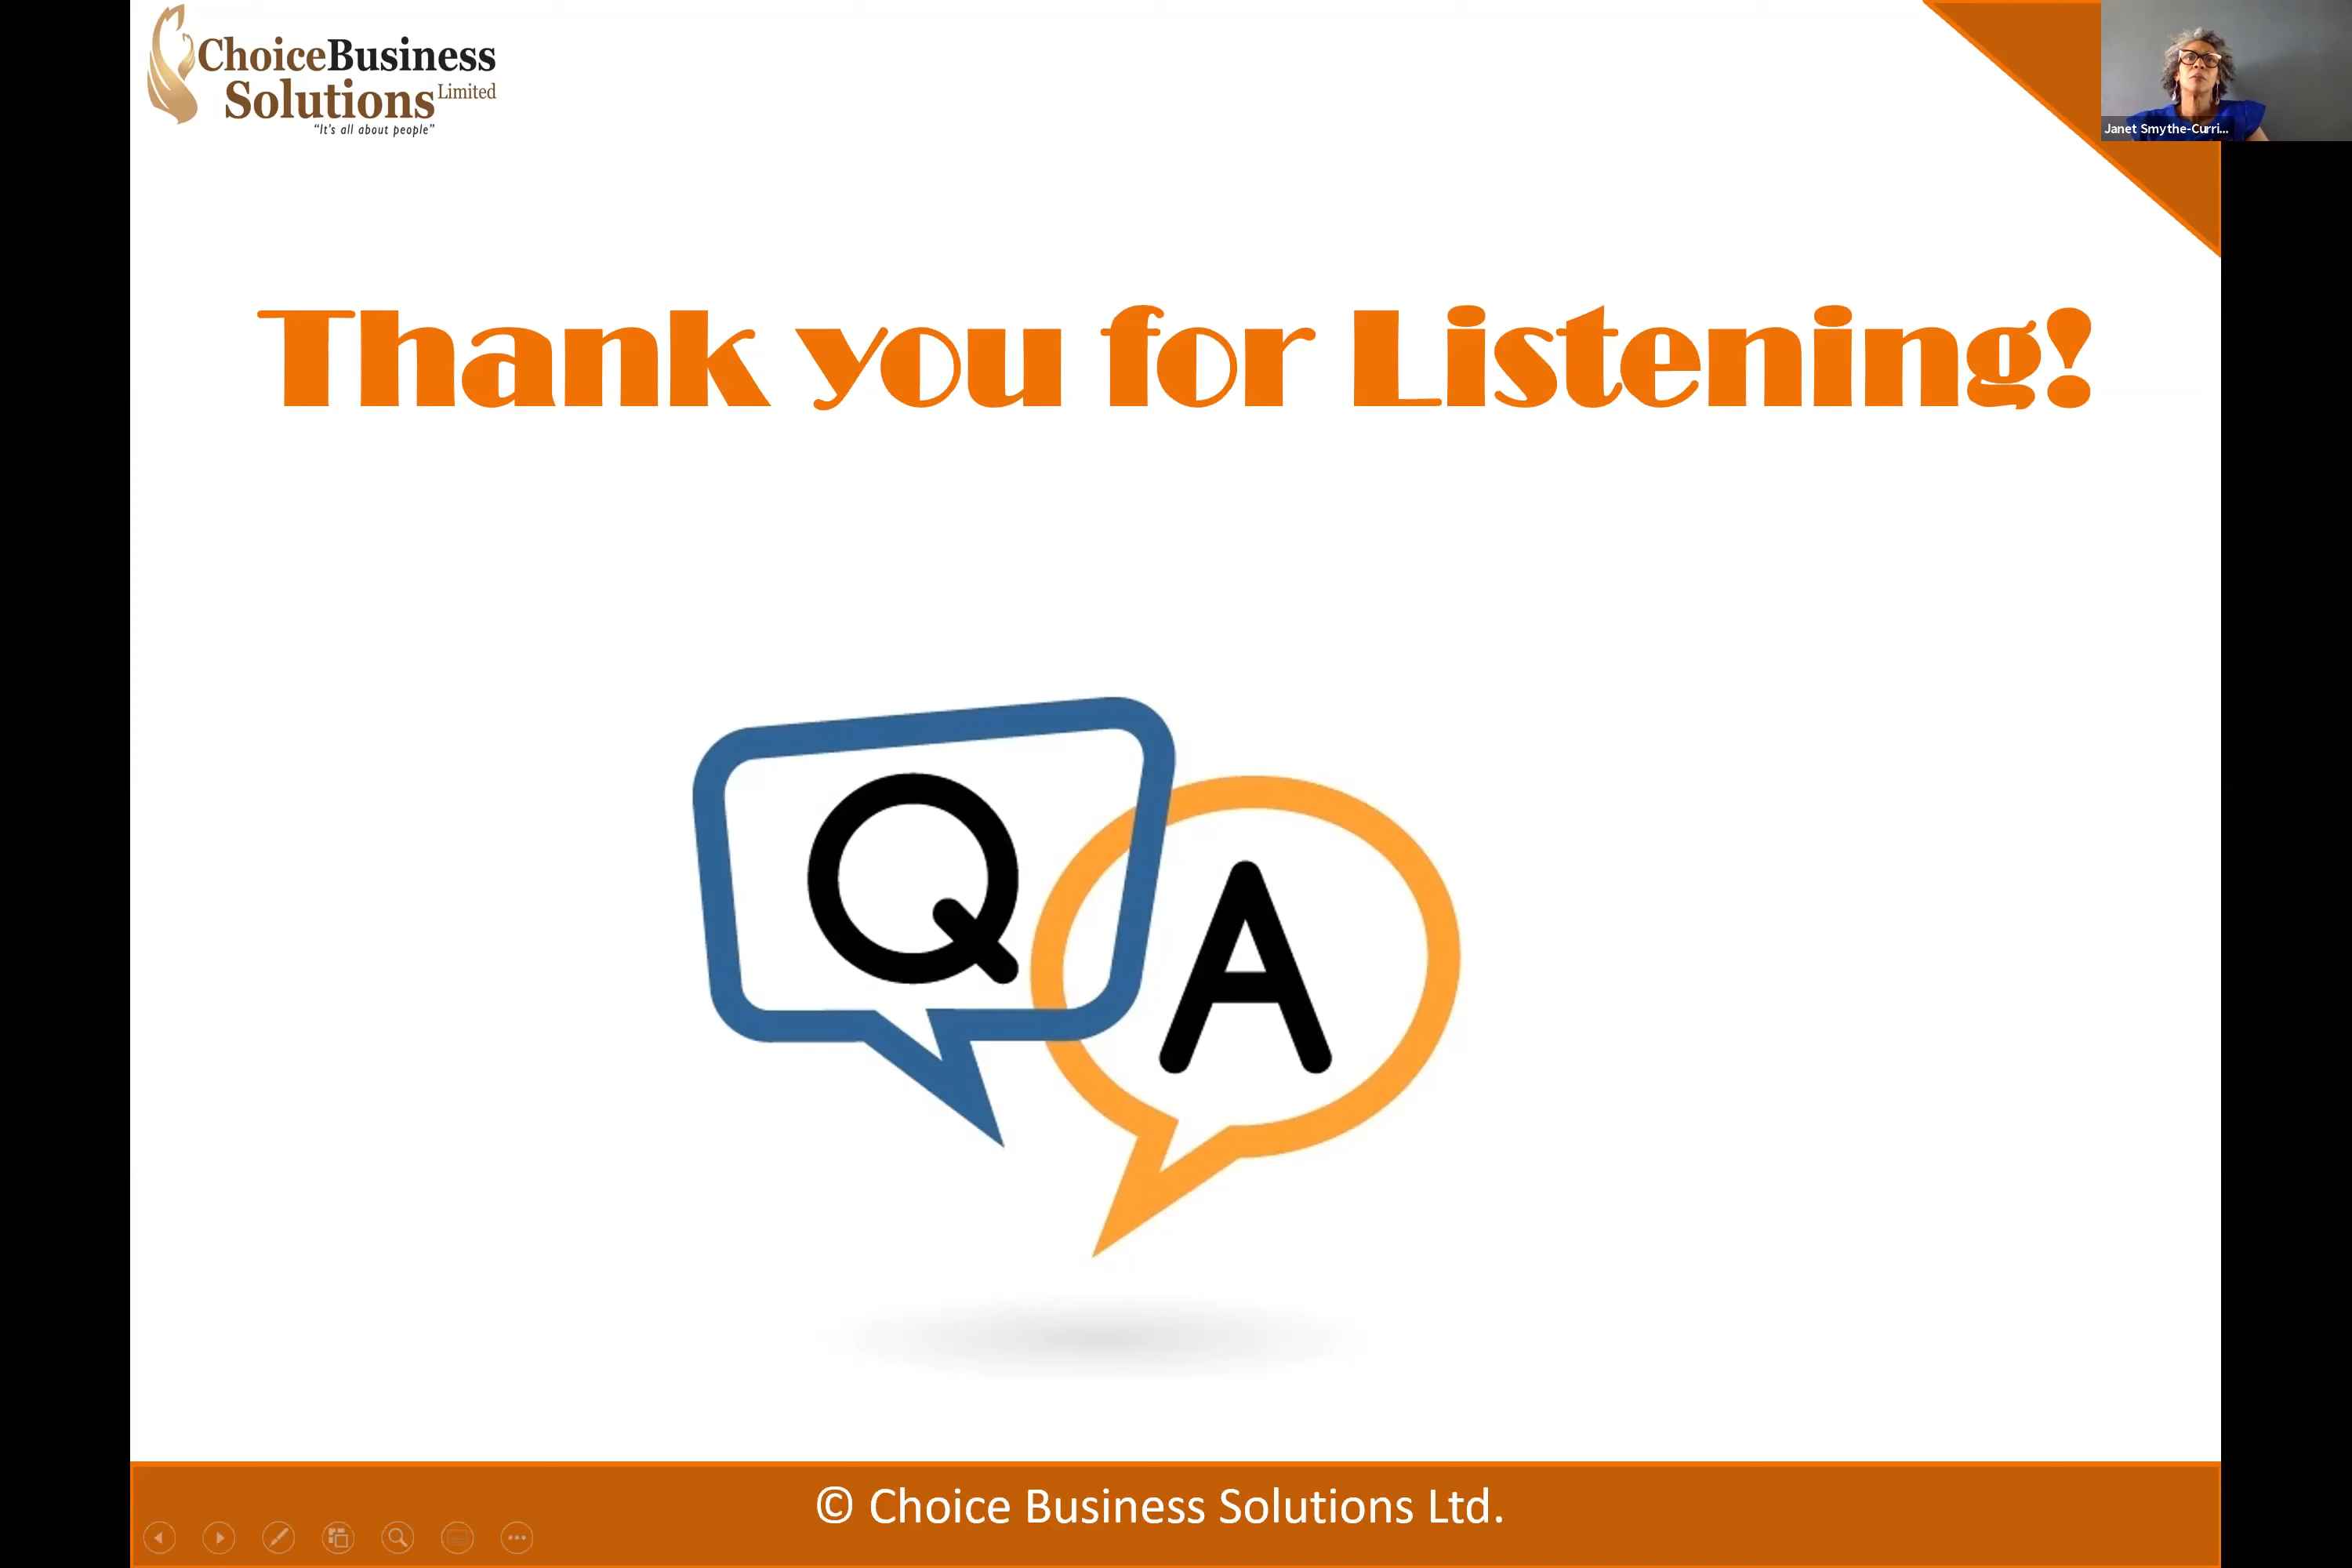 ChoiceBusiness
Solutions Limited
"It's all about people"
Janet Smythe-Curri...
Thank you for Listening!
Q
A
© Choice Business Solutions Ltd.